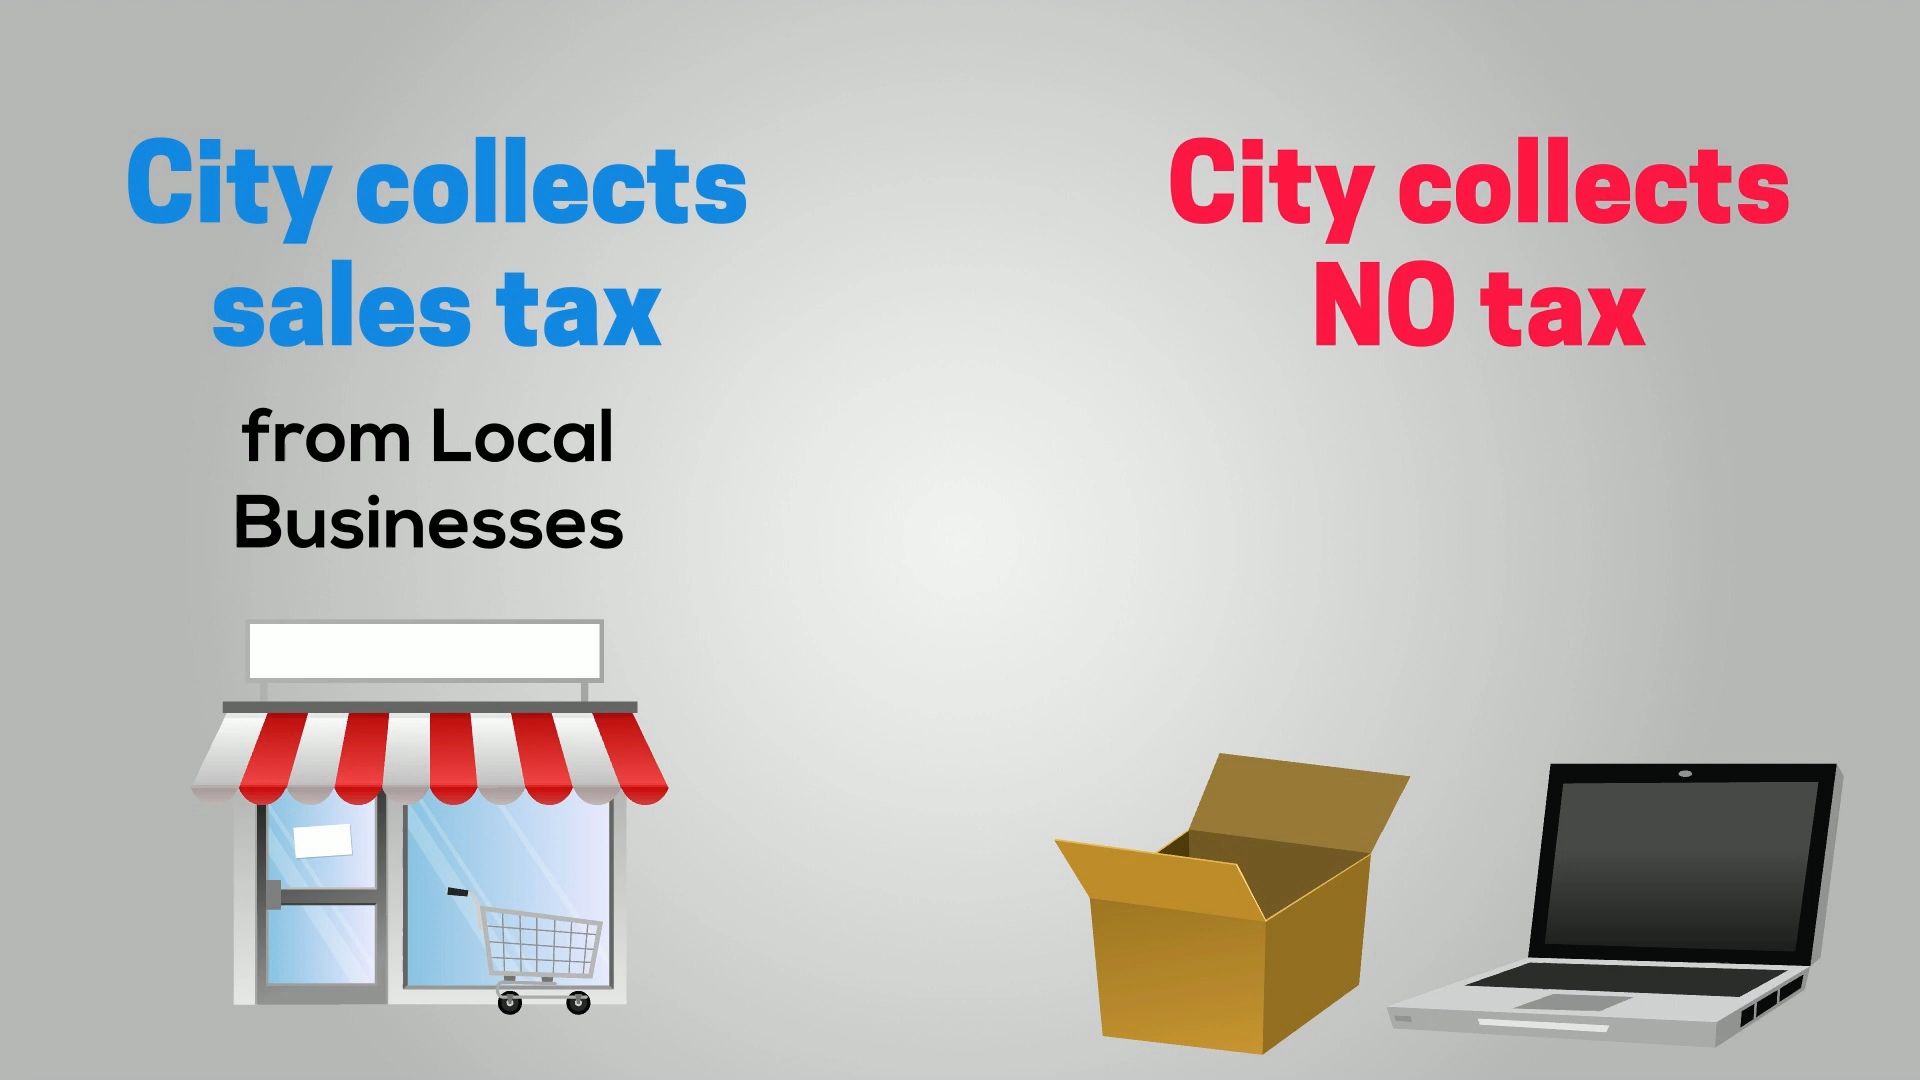 City collects
sales tax
from Local
Businesses
City collects
NO tax